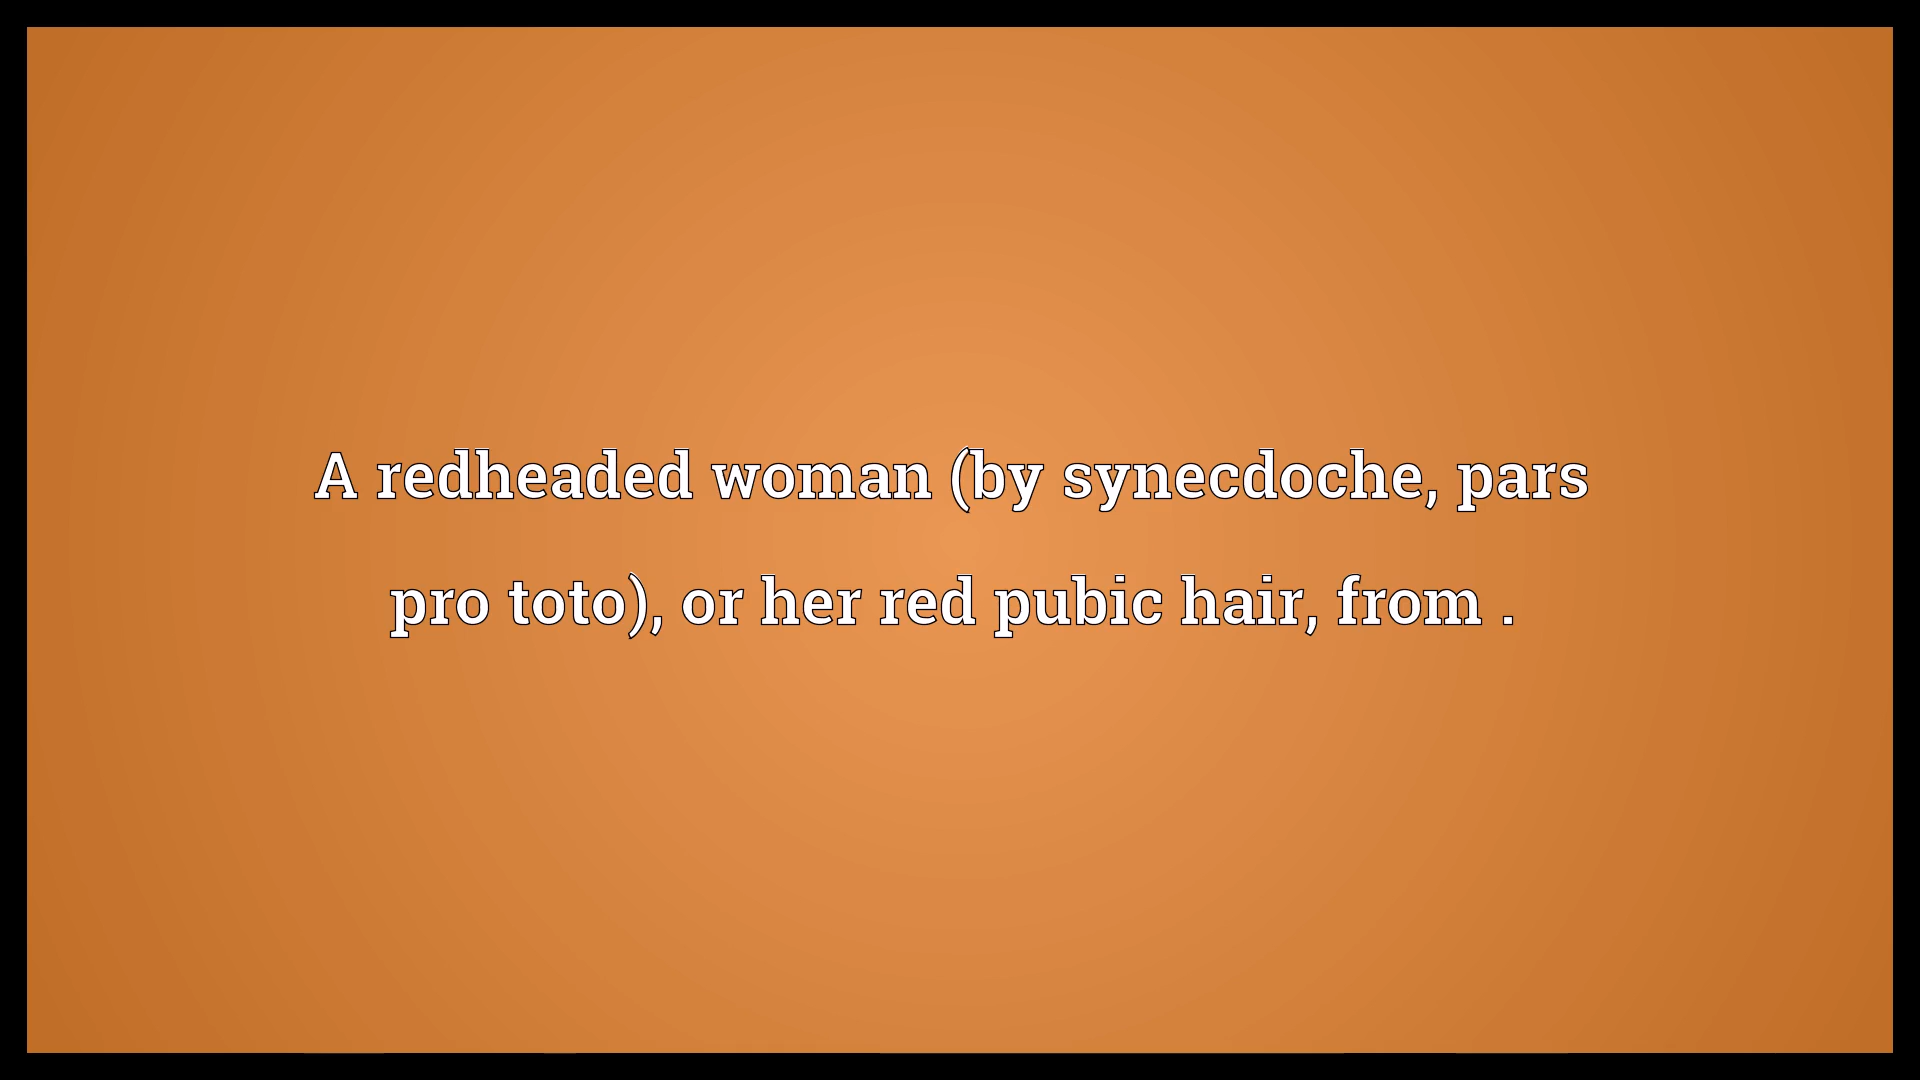 A redheaded woman (by synecdoche, pars
pro toto), or her red pubic hair, from .